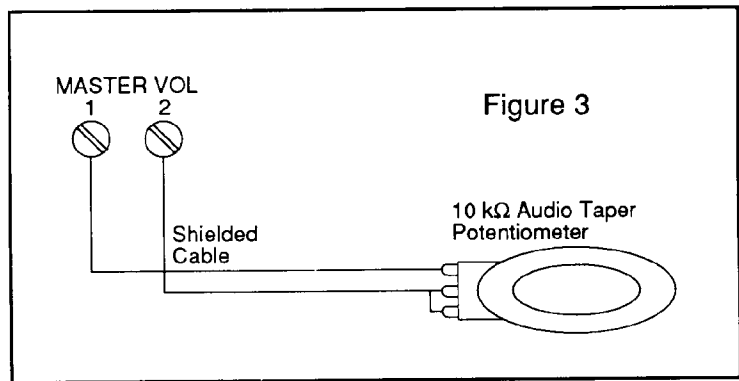 MASTER VOL
1 2
Figure 3
10 kΩ Audio Taper
Potentiometer
Shielded
Cable